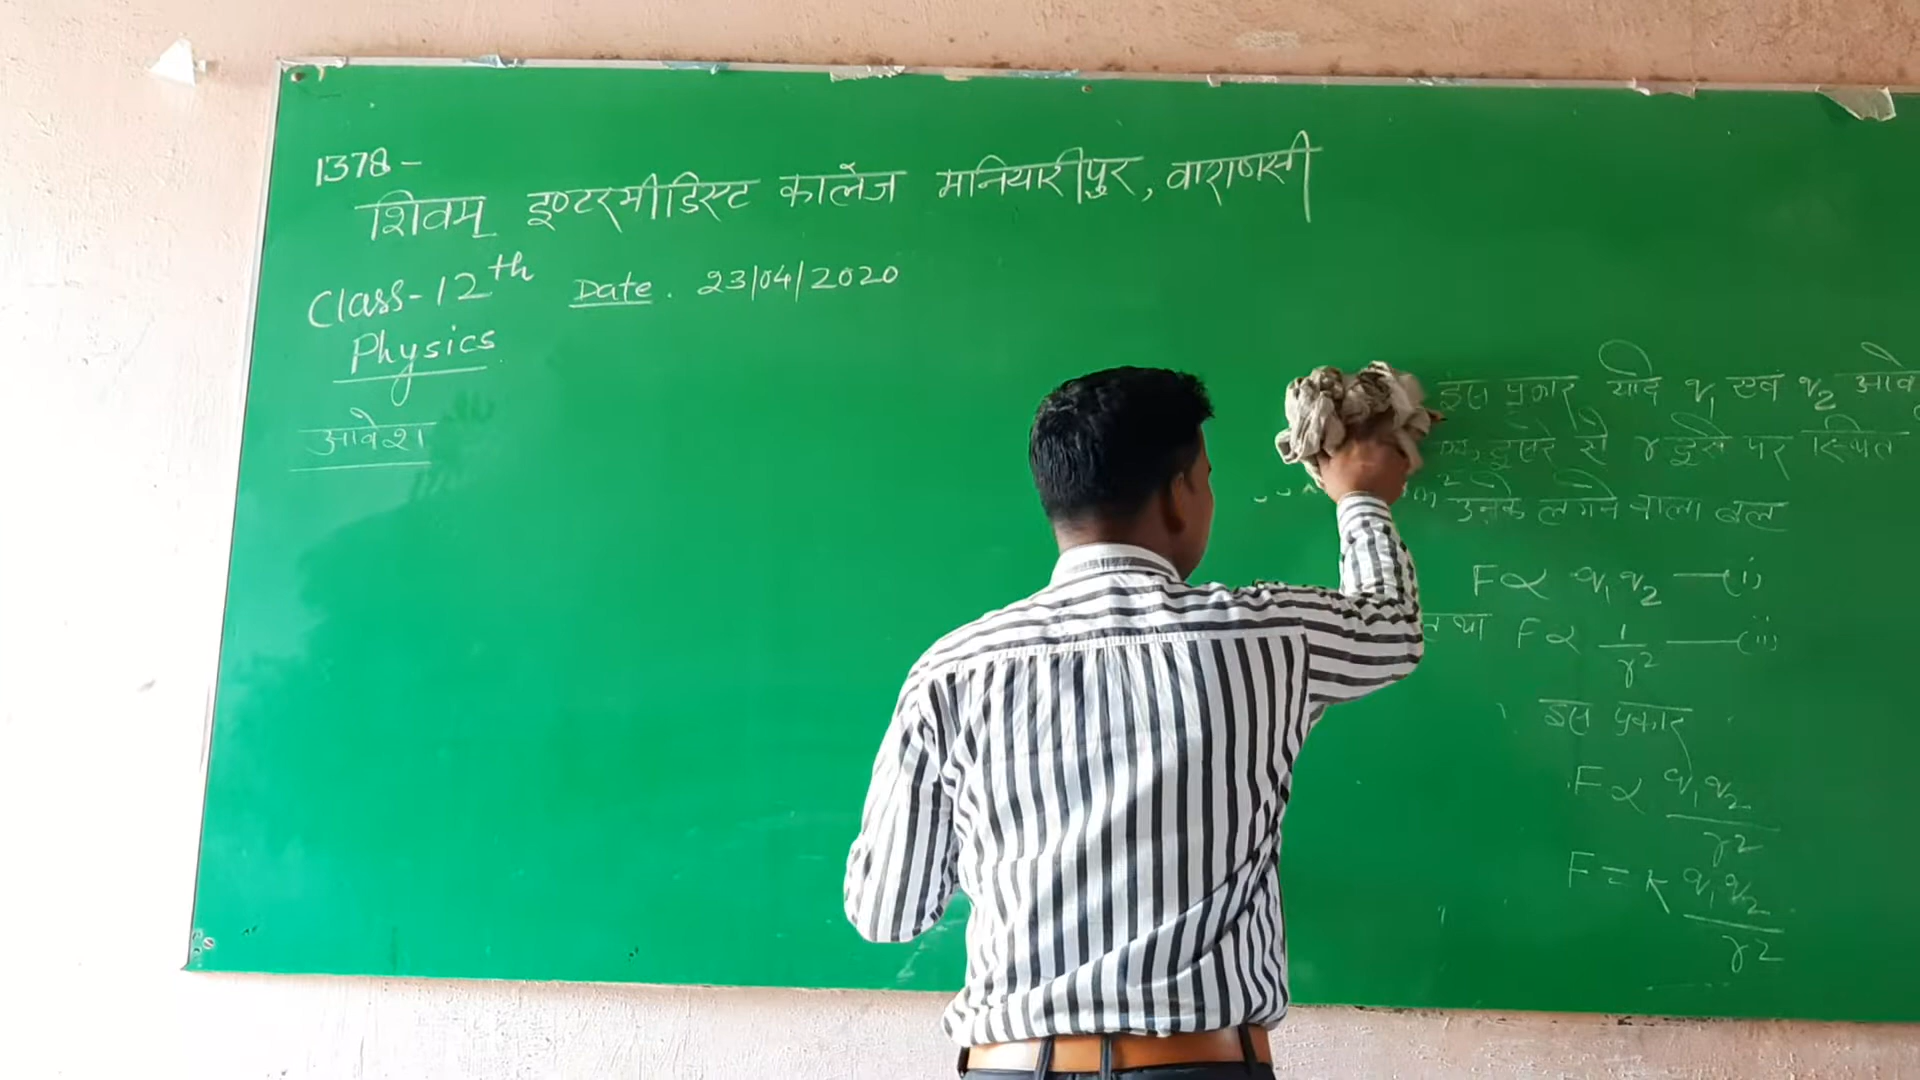 1378-
शिवम् इण्टरमीडिएट कालेज मनियारीपुर, वाराणसी
Class-12th Date. 23/04/2020
Physics
आवेश
इस प्रकार यदि q₁ एवं q₂ आवे
दूसरे से r दूरी पर स्थित
उनके लगने वाला बल
F ∝ q₁q₂ —(i)
तथा F ∝ 1/r² —(ii)
इस प्रकार
F ∝ q₁q₂/r²
F = K q₁q₂/r²